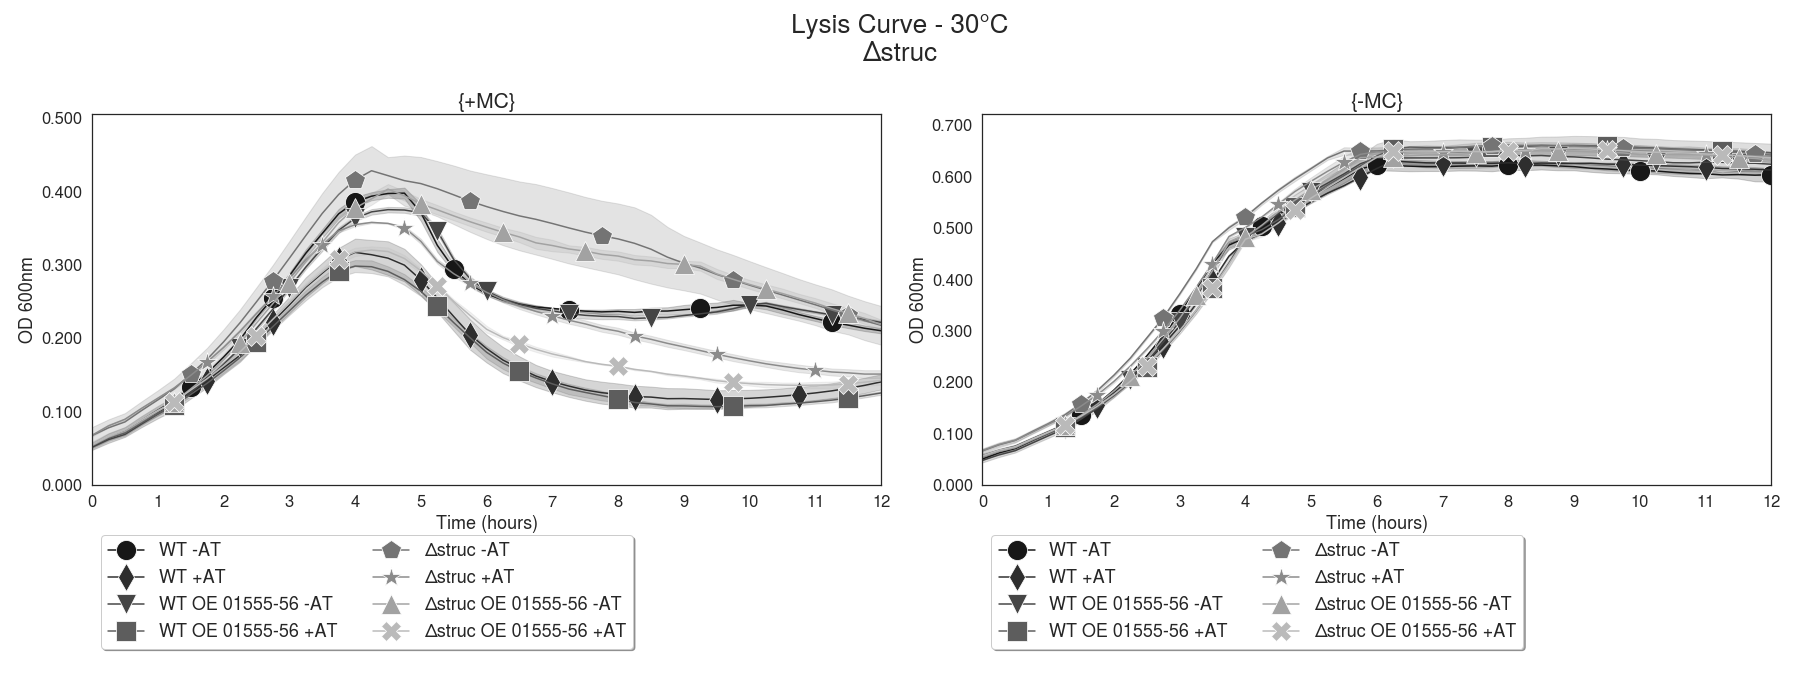 Lysis Curve - 30°C
Δstruc
{+MC}
0.500
0.400
0.300
0.200
0.100
0.000
OD 600nm
0 1 2 3 4 5 6 7 8 9 10 11 12
Time (hours)
WT -AT
WT +AT
WT OE 01555-56 -AT
WT OE 01555-56 +AT
Δstruc -AT
Δstruc +AT
Δstruc OE 01555-56 -AT
Δstruc OE 01555-56 +AT
{-MC}
0.700
0.600
0.500
0.400
0.300
0.200
0.100
0.000
OD 600nm
0 1 2 3 4 5 6 7 8 9 10 11 12
Time (hours)
WT -AT
WT +AT
WT OE 01555-56 -AT
WT OE 01555-56 +AT
Δstruc -AT
Δstruc +AT
Δstruc OE 01555-56 -AT
Δstruc OE 01555-56 +AT